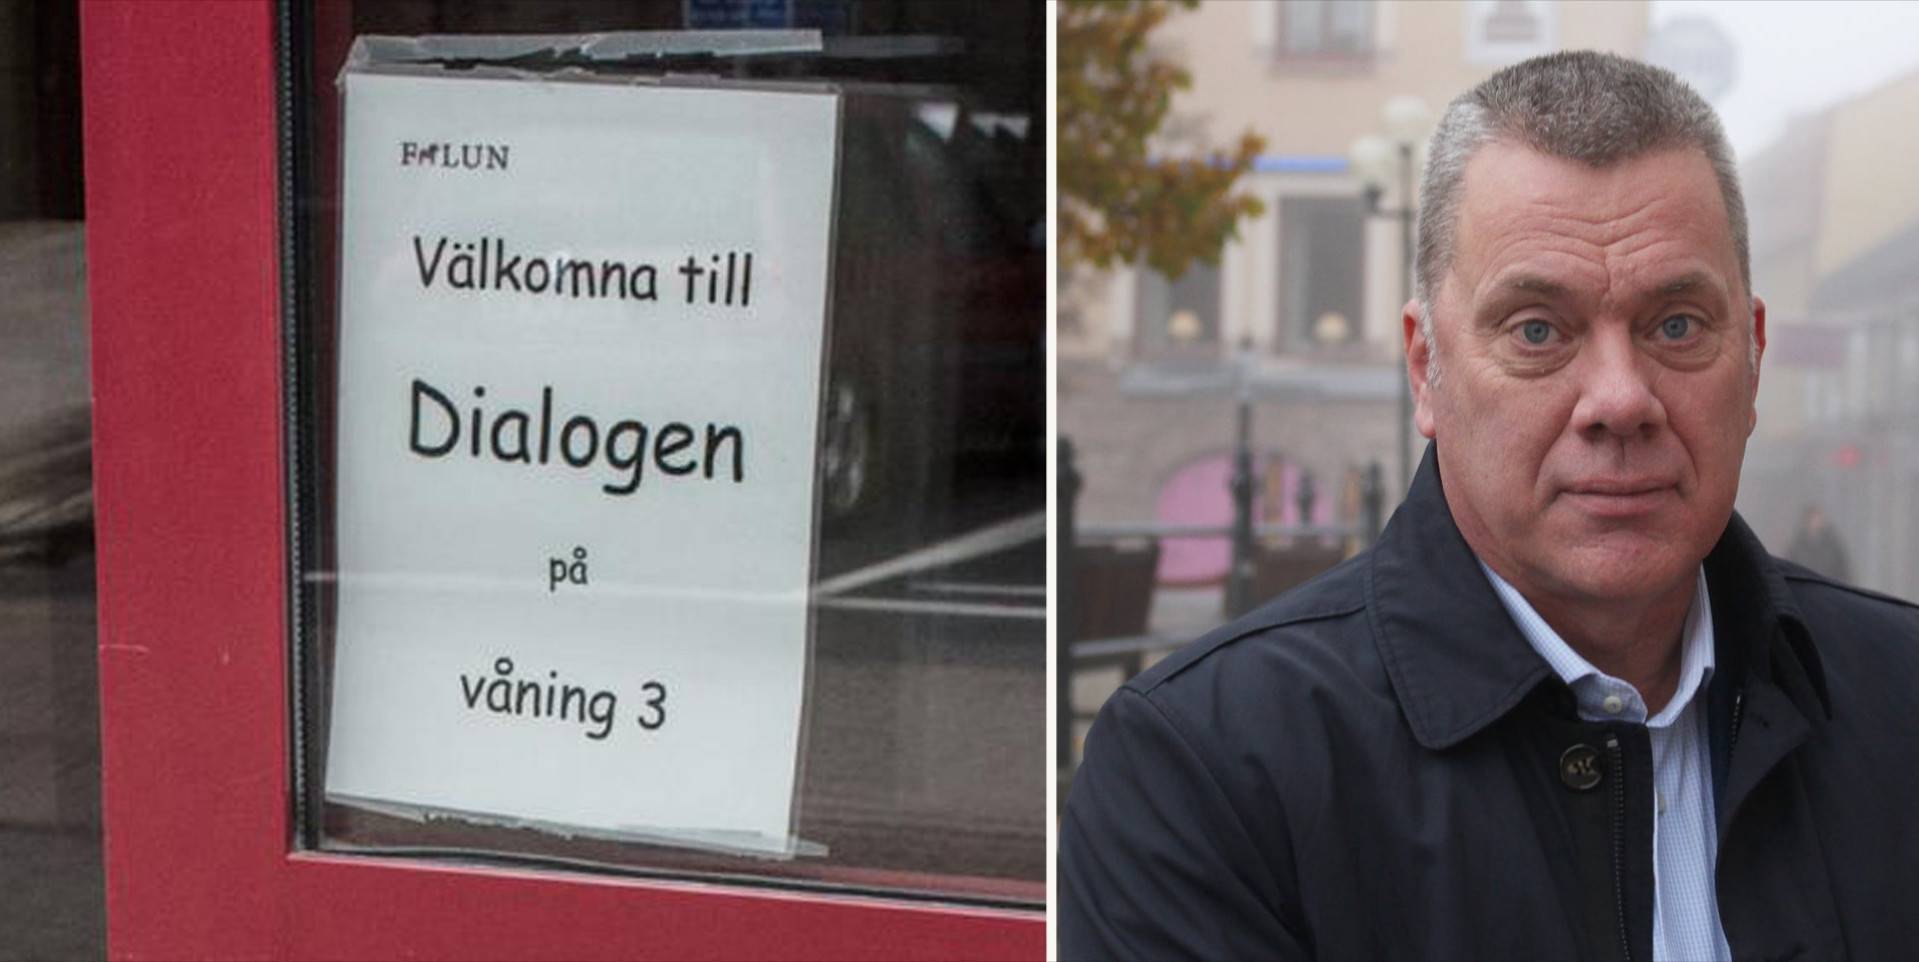 FALUN
Välkomna till
Dialogen
på
våning 3